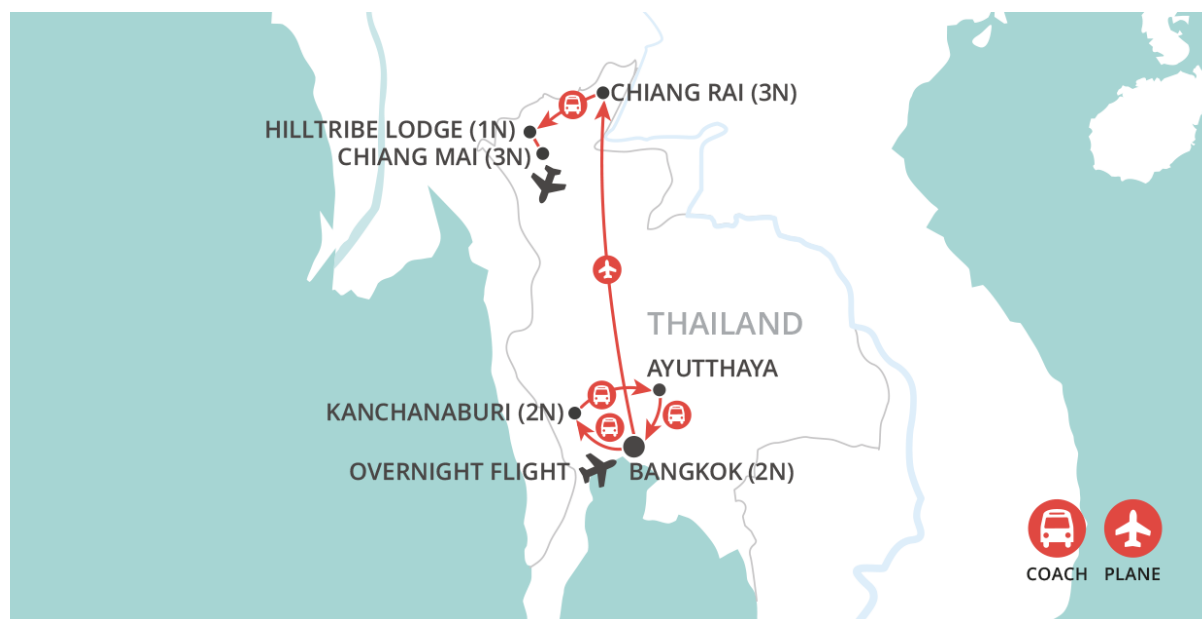 CHIANG RAI (3N)
HILLTRIBE LODGE (1N)
CHIANG MAI (3N)
THAILAND
AYUTTHAYA
KANCHANABURI (2N)
OVERNIGHT FLIGHT
BANGKOK (2N)
COACH
PLANE